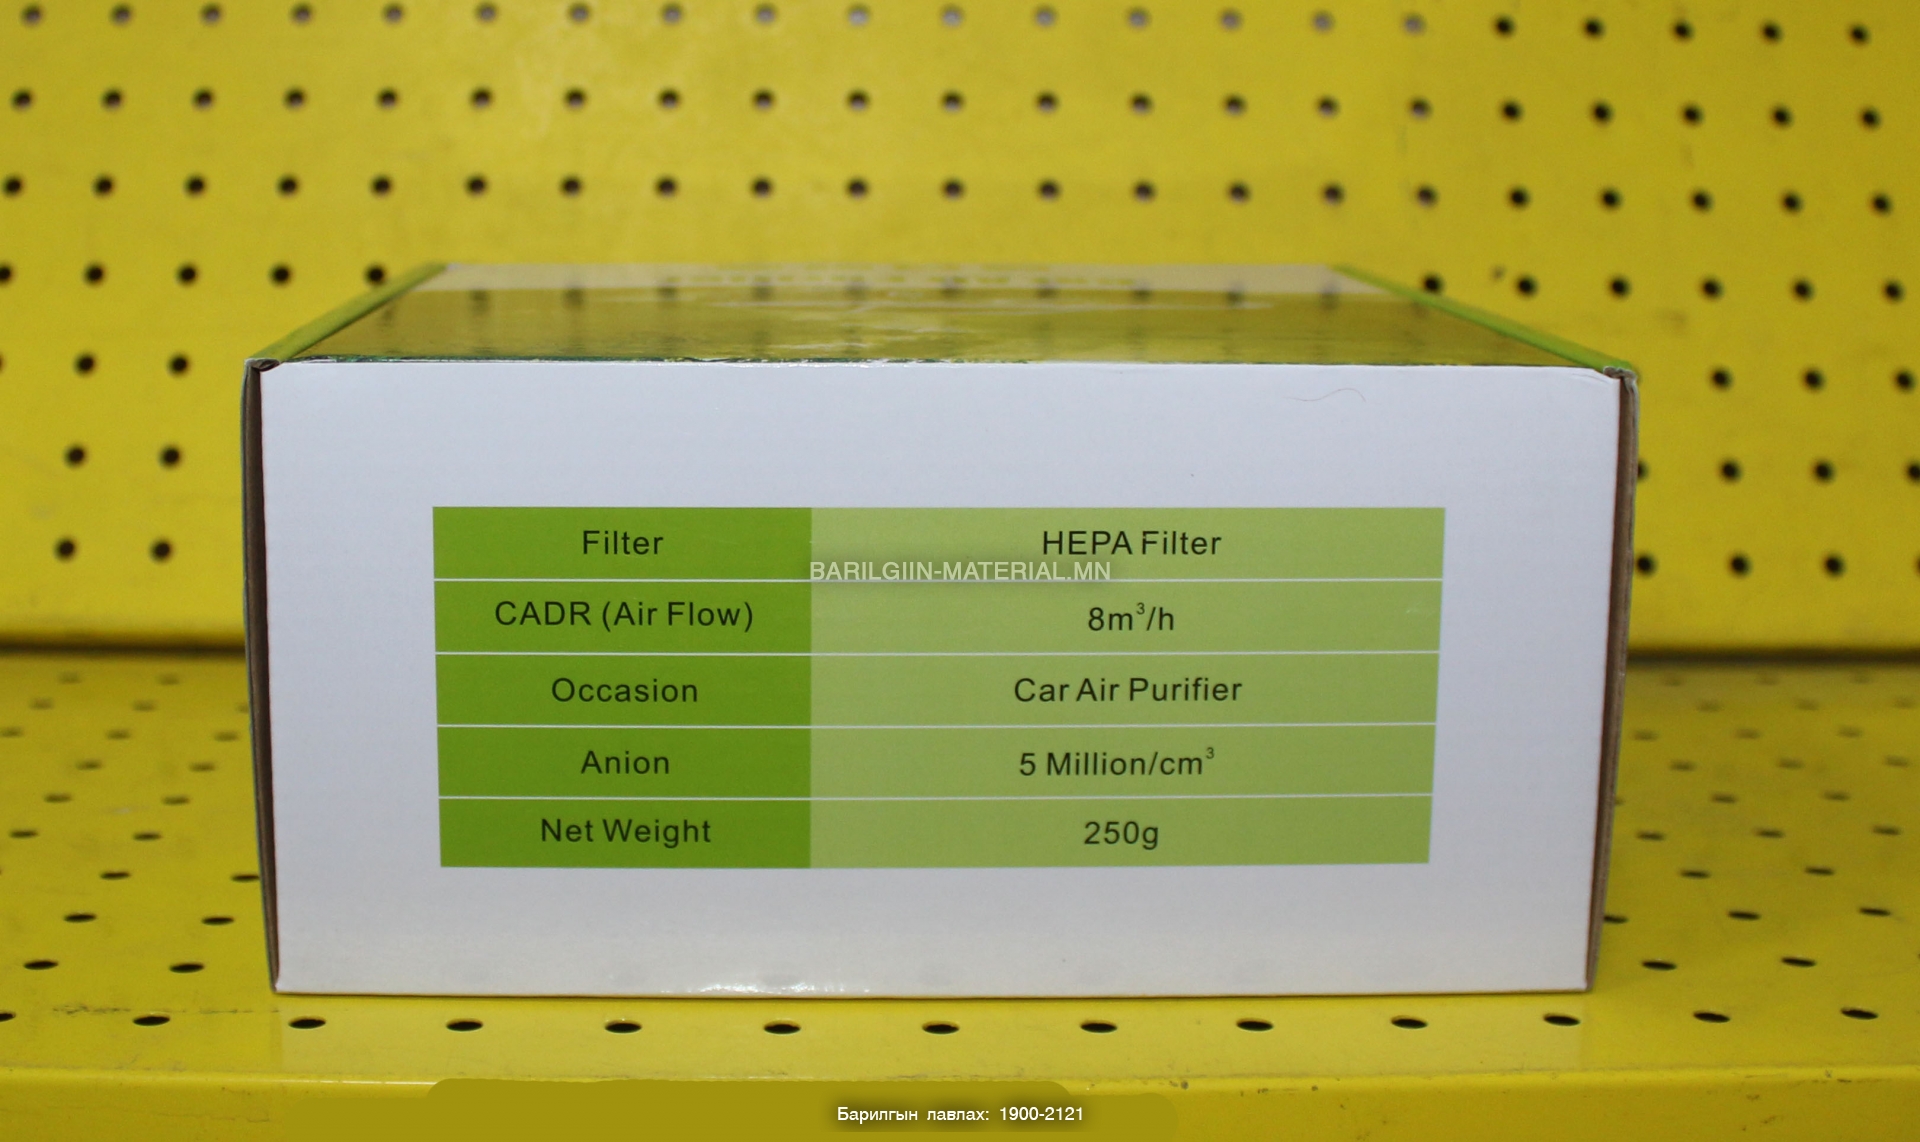 Filter HEPA Filter
BARILGIIN-MATERIAL.MN
CADR (Air Flow) 8m³/h
Occasion Car Air Purifier
Anion 5 Million/cm³
Net Weight 250g
Барилгын лавлах: 1900-2121